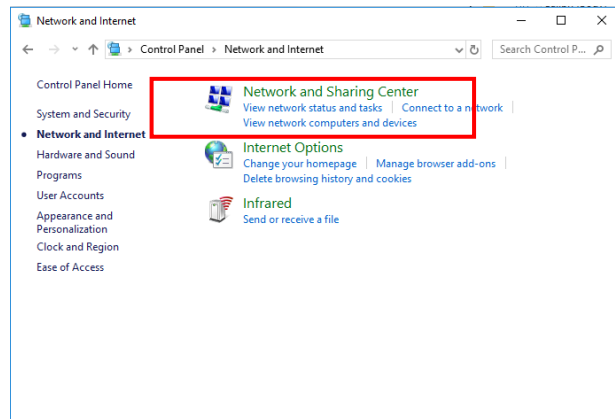 Network and Internet
Control Panel > Network and Internet
Search Control P...
Control Panel Home
System and Security
Network and Internet
Hardware and Sound
Programs
User Accounts
Appearance and
Personalization
Clock and Region
Ease of Access
Network and Sharing Center
View network status and tasks | Connect to a network
View network computers and devices
Internet Options
Change your homepage | Manage browser add-ons
Delete browsing history and cookies
Infrared
Send or receive a file